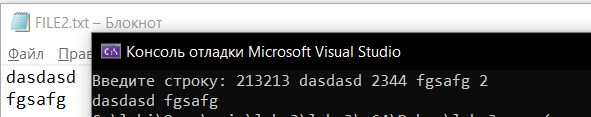 FILE2.txt – Блокнот
Файл Прав
dasdasd
fgsafg
Консоль отладки Microsoft Visual Studio
Введите строку: 213213 dasdasd 2344 fgsafg 2
dasdasd fgsafg